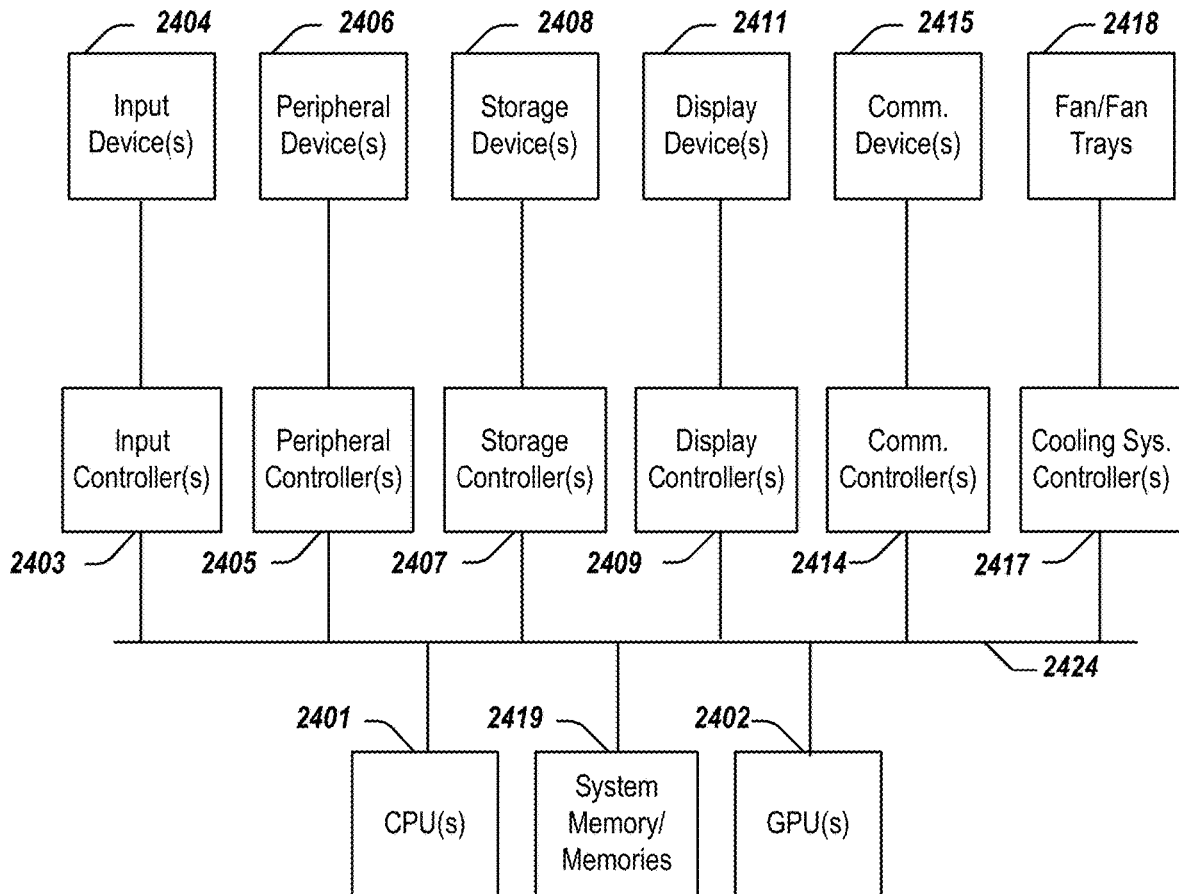 2404 2406 2408 2411 2415 2418
Input Peripheral Storage Display Comm. Fan/Fan
Device(s) Device(s) Device(s) Device(s) Device(s) Trays
Input Peripheral Storage Display Comm. Cooling Sys.
Controller(s) Controller(s) Controller(s) Controller(s) Controller(s) Controller(s)
2403 2405 2407 2409 2414 2417
2424
2401 2419 2402
System
CPU(s) Memory/ GPU(s)
Memories